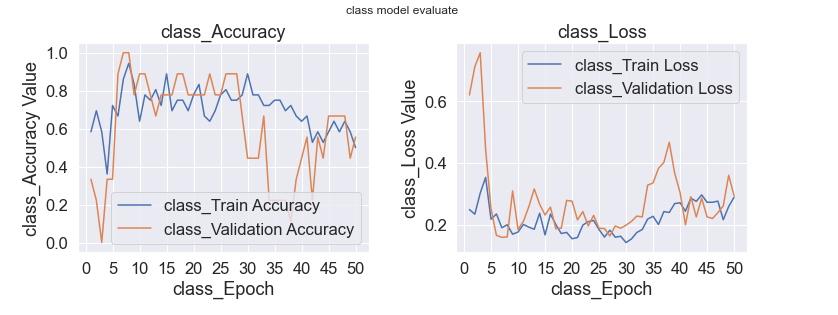 class model evaluate
class_Accuracy
class_Accuracy Value
1.0
0.8
0.6
0.4
0.2
0.0
class_Train Accuracy
class_Validation Accuracy
0 5 10 15 20 25 30 35 40 45 50
class_Epoch
class_Loss
class_Loss Value
0.6
0.4
0.2
class_Train Loss
class_Validation Loss
0 5 10 15 20 25 30 35 40 45 50
class_Epoch